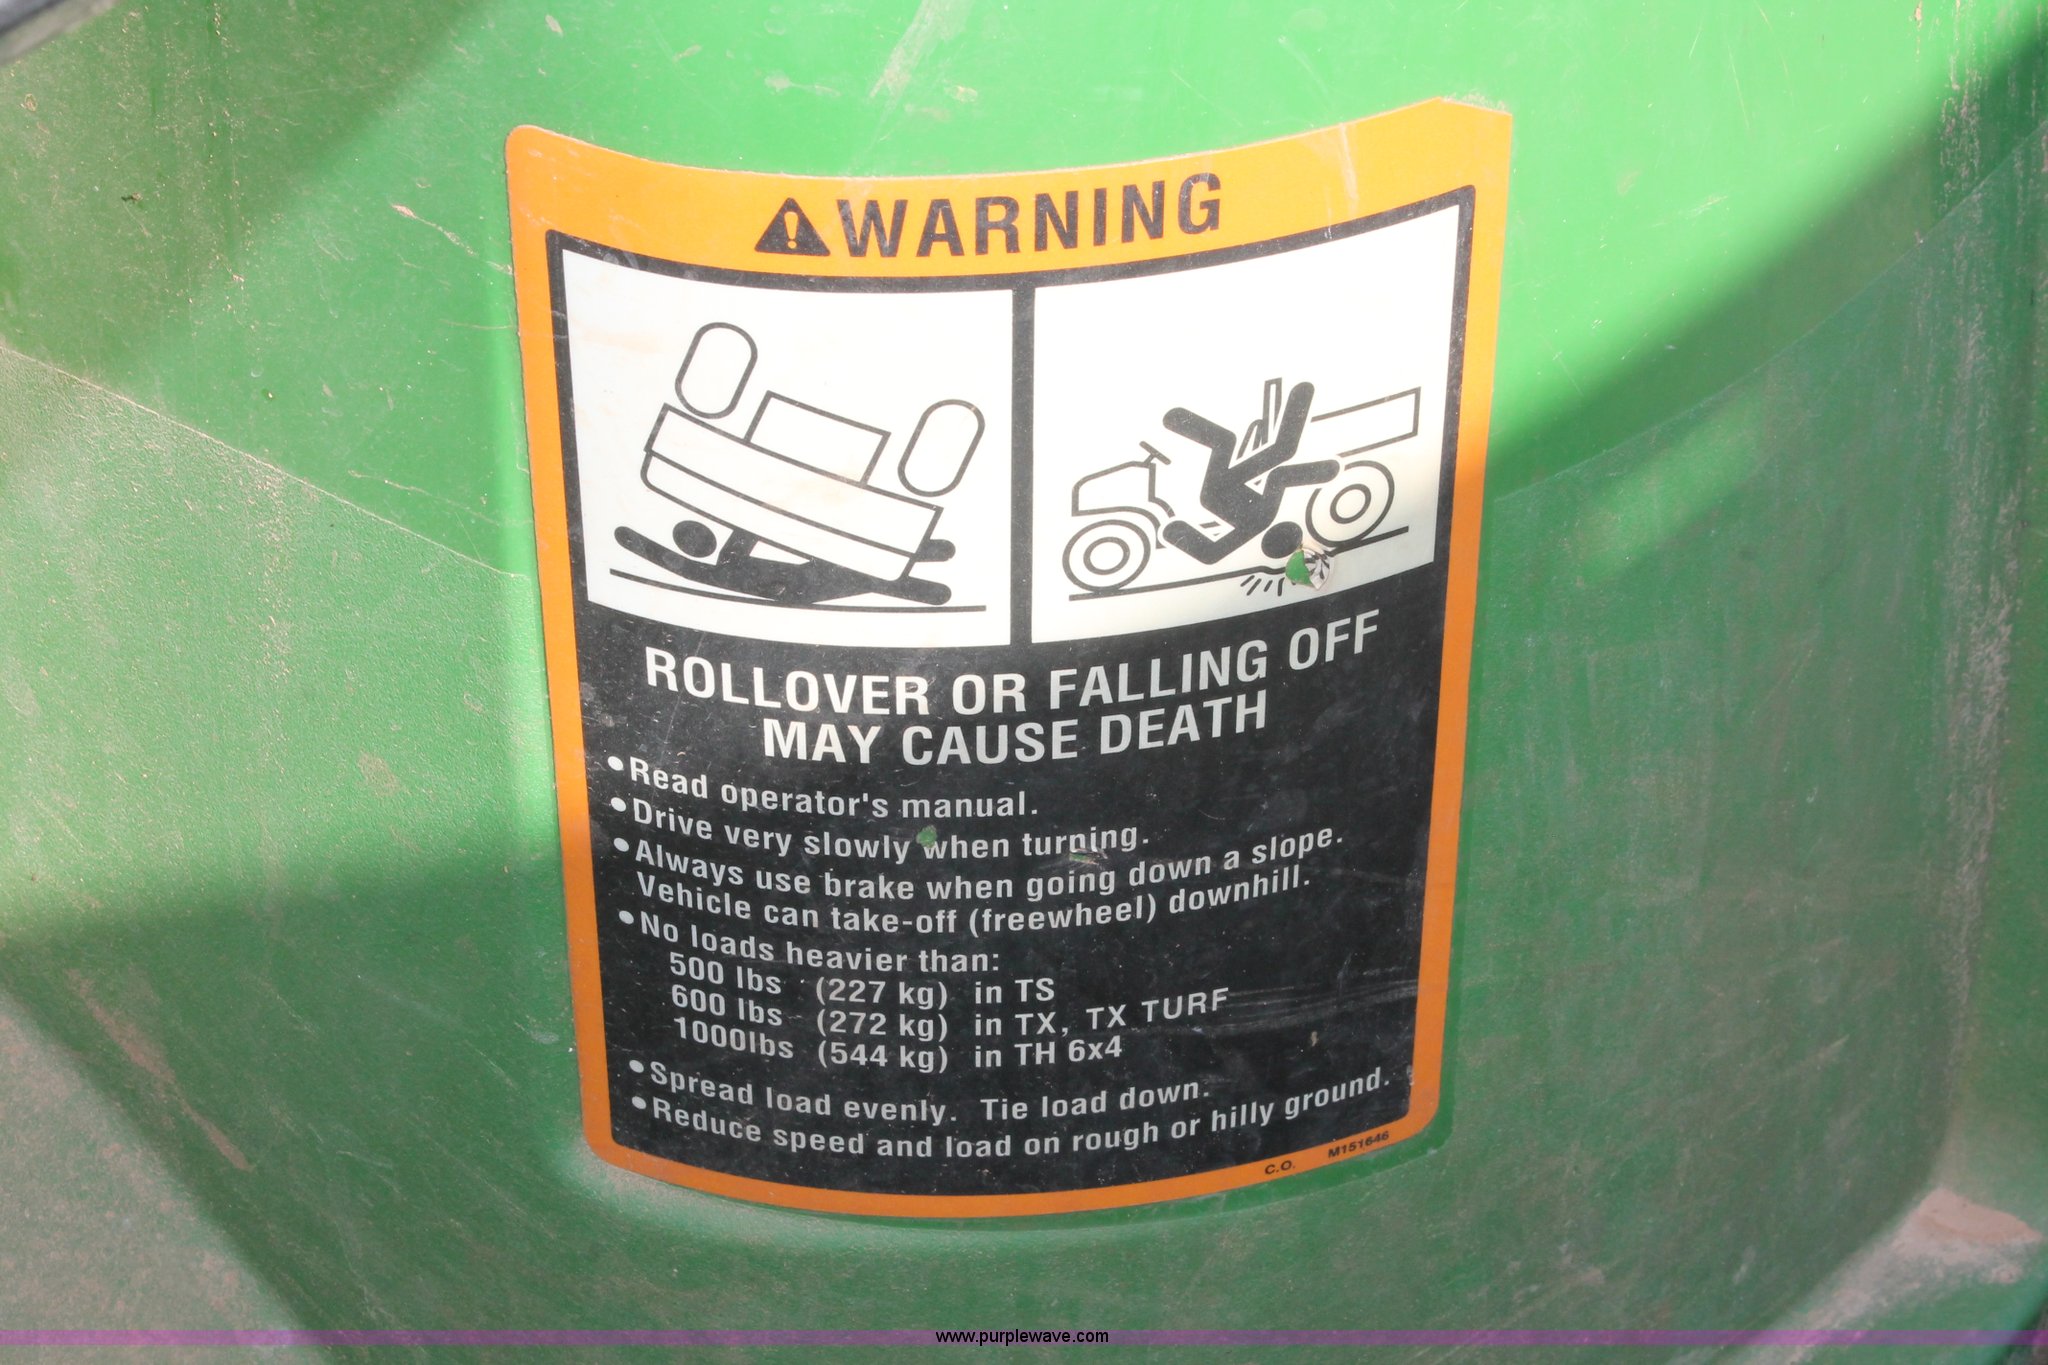 WARNING
ROLLOVER OR FALLING OFF
MAY CAUSE DEATH
•Read operator's manual.
•Drive very slowly when turning.
•Always use brake when going down a slope.
Vehicle can take-off (freewheel) downhill.
•No loads heavier than:
500 lbs (227 kg) in TS
600 lbs (272 kg) in TX, TX TURF
1000lbs (544 kg) in TH 6x4
•Spread load evenly. Tie load down.
•Reduce speed and load on rough or hilly ground.
C.O. M151646
www.purplewave.com